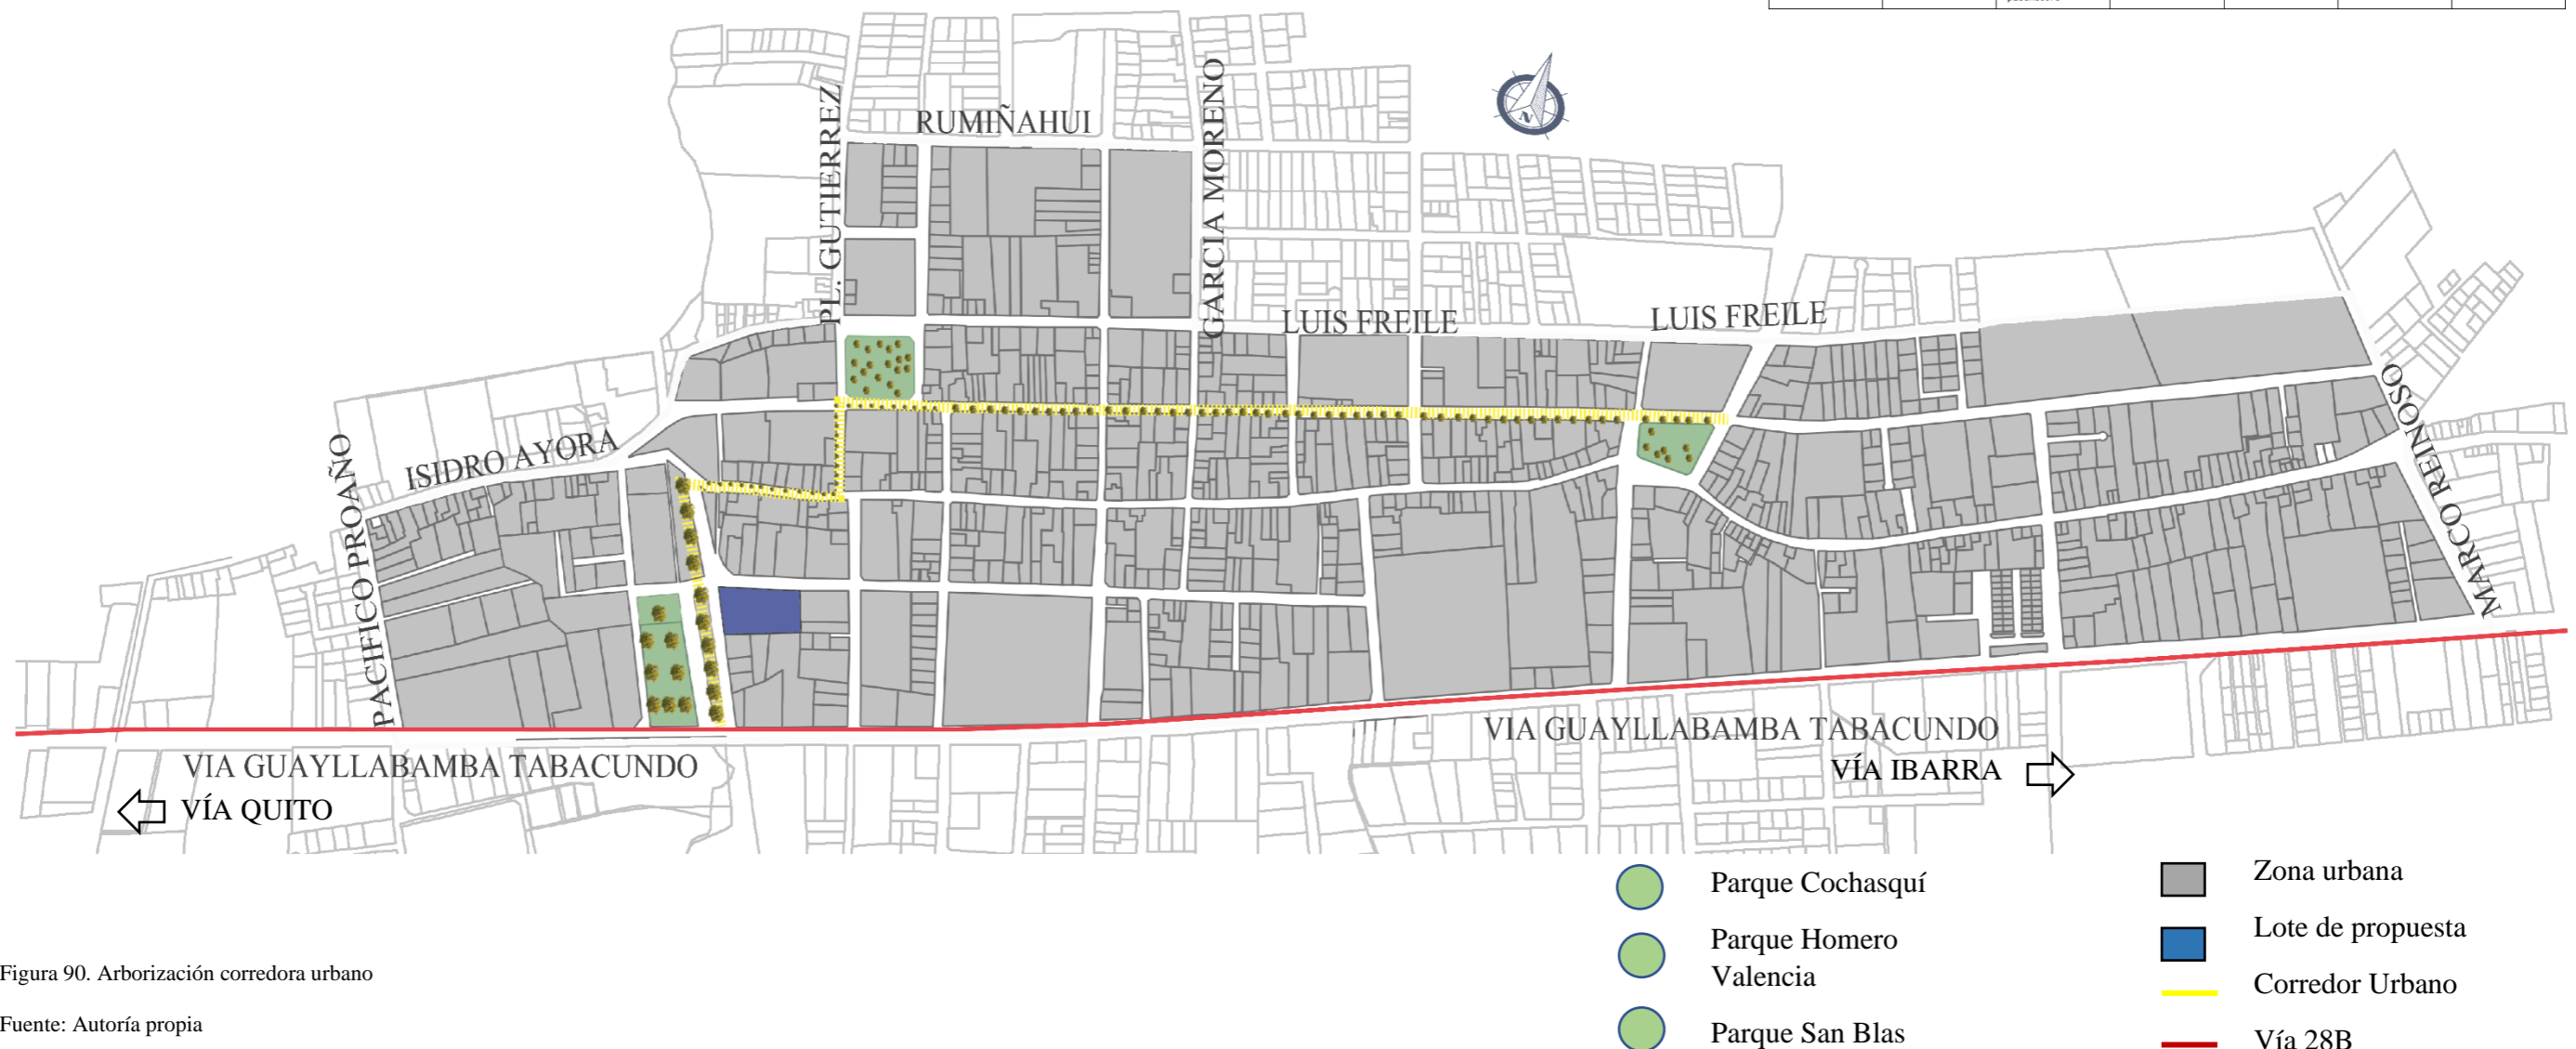 RUMIÑAHUI
PL. GUTIERREZ
GARCIA MORENO
N
LUIS FREILE
LUIS FREILE
ISIDRO AYORA
PACIFICO PROAÑO
MARCO REINOSO
VIA GUAYLLABAMBA TABACUNDO
VIA GUAYLLABAMBA TABACUNDO
VÍA IBARRA
VÍA QUITO
Parque Cochasquí
Parque Homero
Valencia
Parque San Blas
Zona urbana
Lote de propuesta
Corredor Urbano
Vía 28B
Figura 90. Arborización corredora urbano
Fuente: Autoría propia